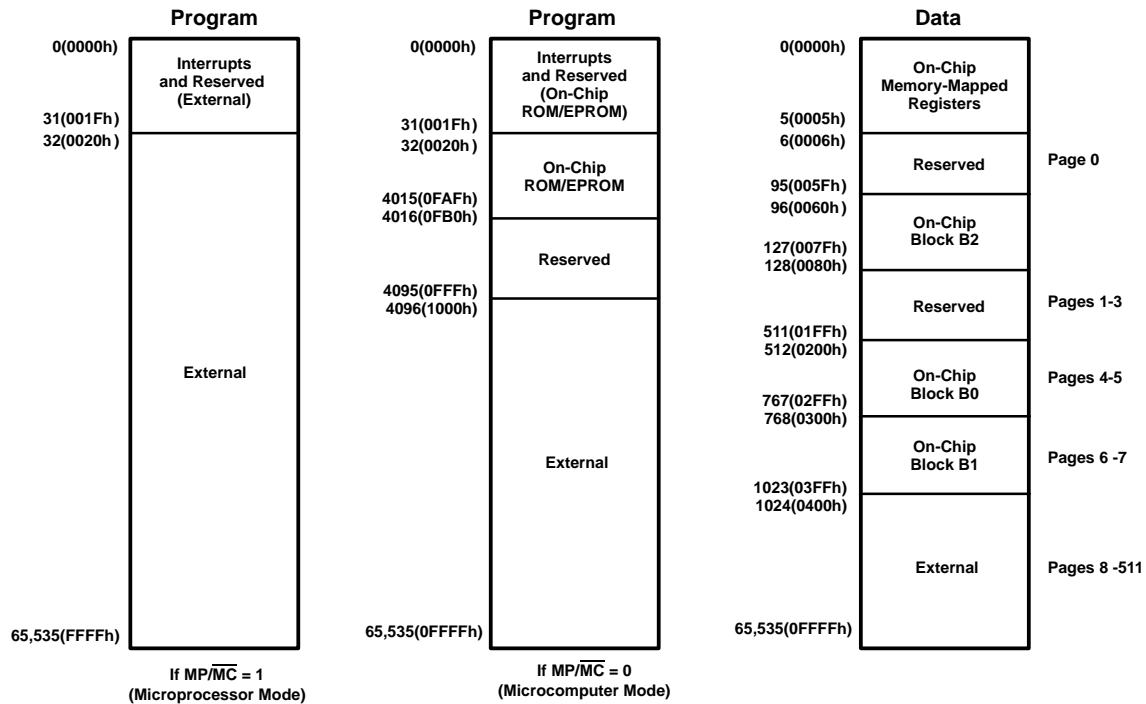 Program
0(0000h)
Interrupts
and Reserved
(External)
31(001Fh)
32(0020h)
External
65,535(FFFFh)
If MP/M̅C̅ = 1
(Microprocessor Mode)
Program
0(0000h)
Interrupts
and Reserved
(On-Chip
ROM/EPROM)
31(001Fh)
32(0020h)
On-Chip
ROM/EPROM
4015(0FAFh)
4016(0FB0h)
Reserved
4095(0FFFh)
4096(1000h)
External
65,535(0FFFFh)
If MP/M̅C̅ = 0
(Microcomputer Mode)
Data
0(0000h)
On-Chip
Memory-Mapped
Registers
5(0005h)
6(0006h)
Reserved
Page 0
95(005Fh)
96(0060h)
On-Chip
Block B2
127(007Fh)
128(0080h)
Reserved
Pages 1-3
511(01FFh)
512(0200h)
On-Chip
Block B0
Pages 4-5
767(02FFh)
768(0300h)
On-Chip
Block B1
Pages 6 -7
1023(03FFh)
1024(0400h)
External
Pages 8 -511
65,535(0FFFFh)